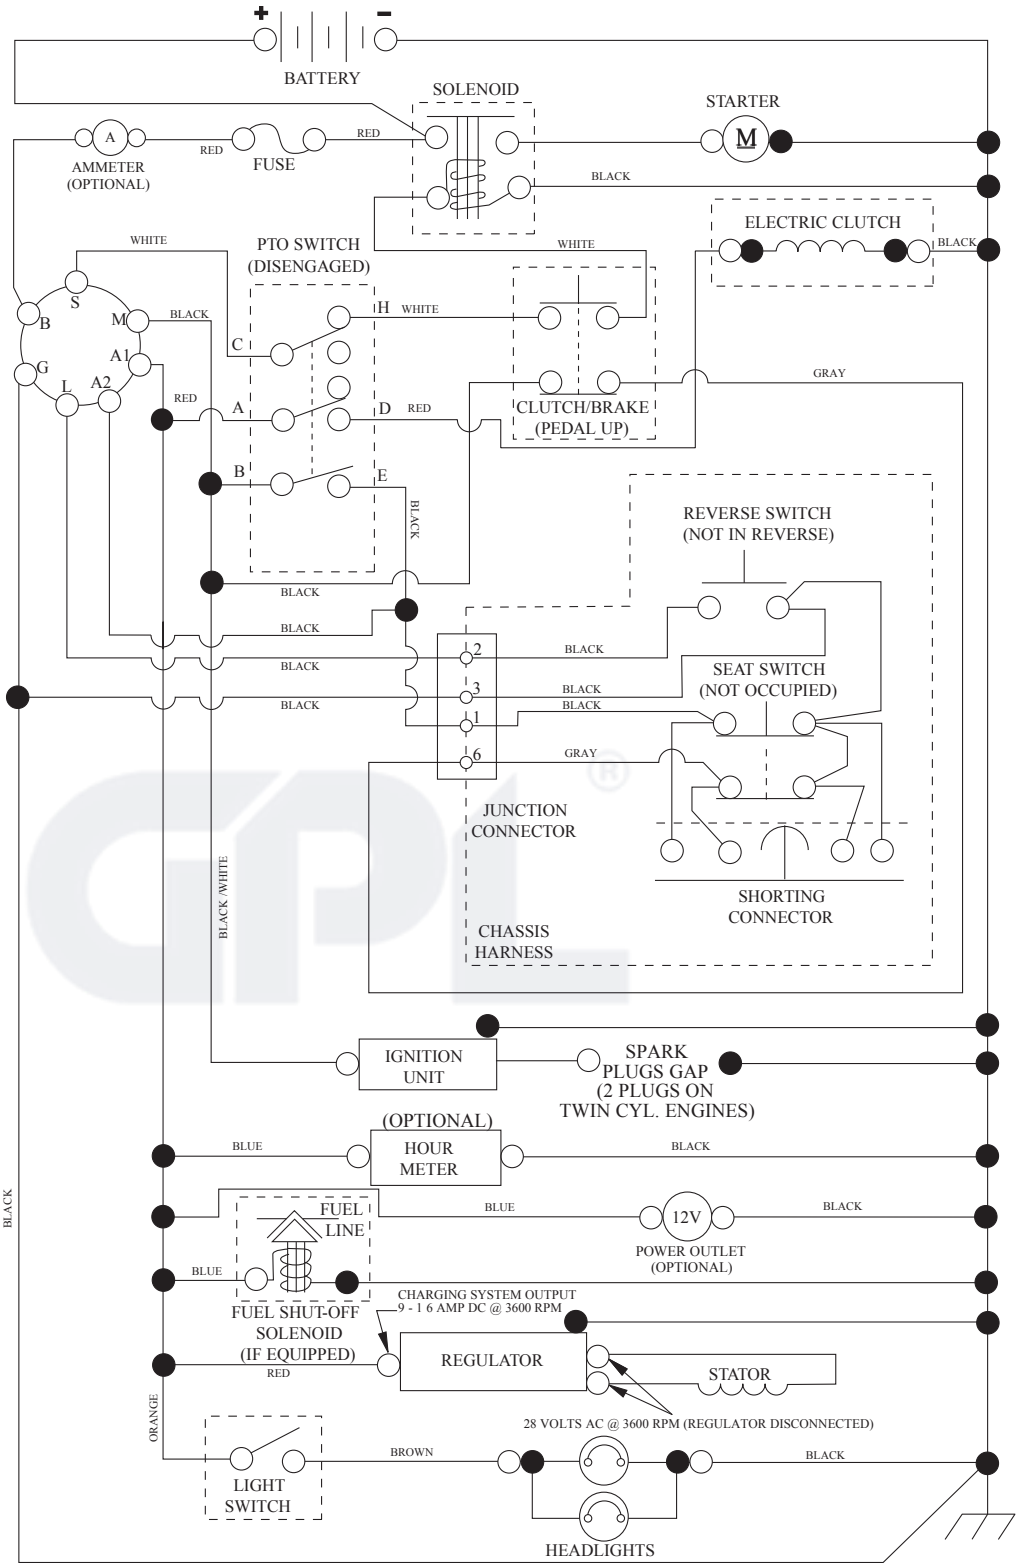 +
-
BATTERY
SOLENOID
STARTER
A
RED
FUSE
RED
M
AMMETER
(OPTIONAL)
BLACK
ELECTRIC CLUTCH
BLACK
WHITE
PTO SWITCH
(DISENGAGED)
WHITE
S
B
M
BLACK
H
WHITE
C
A1
G
L
A2
RED
A
D
RED
GRAY
CLUTCH/BRAKE
(PEDAL UP)
B
E
BLACK
REVERSE SWITCH
(NOT IN REVERSE)
BLACK
BLACK
2
BLACK
BLACK
SEAT SWITCH
(NOT OCCUPIED)
3
BLACK
BLACK
BLACK
1
6
GRAY
®
GPL
JUNCTION
CONNECTOR
SHORTING
CONNECTOR
BLACK /WHITE
CHASSIS
HARNESS
IGNITION
UNIT
SPARK
PLUGS GAP
(2 PLUGS ON
TWIN CYL. ENGINES)
(OPTIONAL)
HOUR
METER
BLUE
BLACK
BLACK
FUEL
LINE
BLUE
12V
BLACK
POWER OUTLET
(OPTIONAL)
BLUE
FUEL SHUT-OFF
SOLENOID
(IF EQUIPPED)
CHARGING SYSTEM OUTPUT
9 - 1 6 AMP DC @ 3600 RPM
RED
REGULATOR
STATOR
28 VOLTS AC @ 3600 RPM (REGULATOR DISCONNECTED)
ORANGE
BROWN
BLACK
LIGHT
SWITCH
HEADLIGHTS